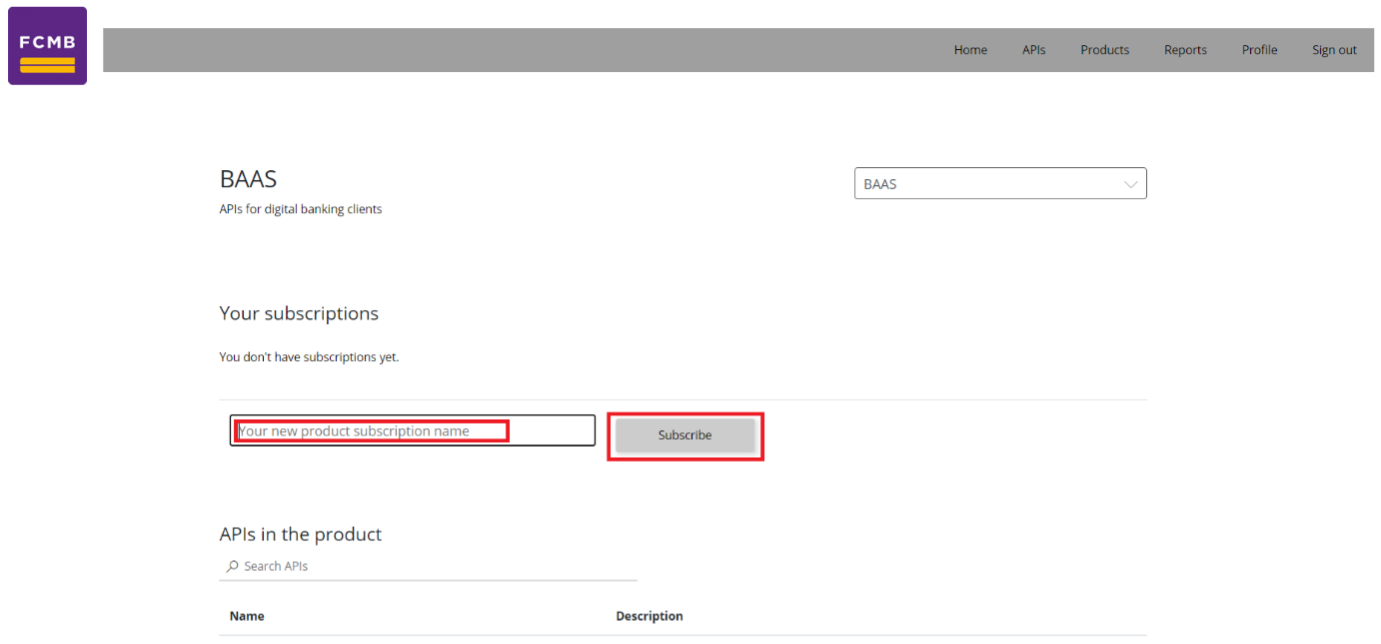 FCMB
Home APIs Products Reports Profile Sign out
BAAS
BAAS
APIs for digital banking clients
Your subscriptions
You don't have subscriptions yet.
Your new product subscription name
Subscribe
APIs in the product
Search APIs
Name Description